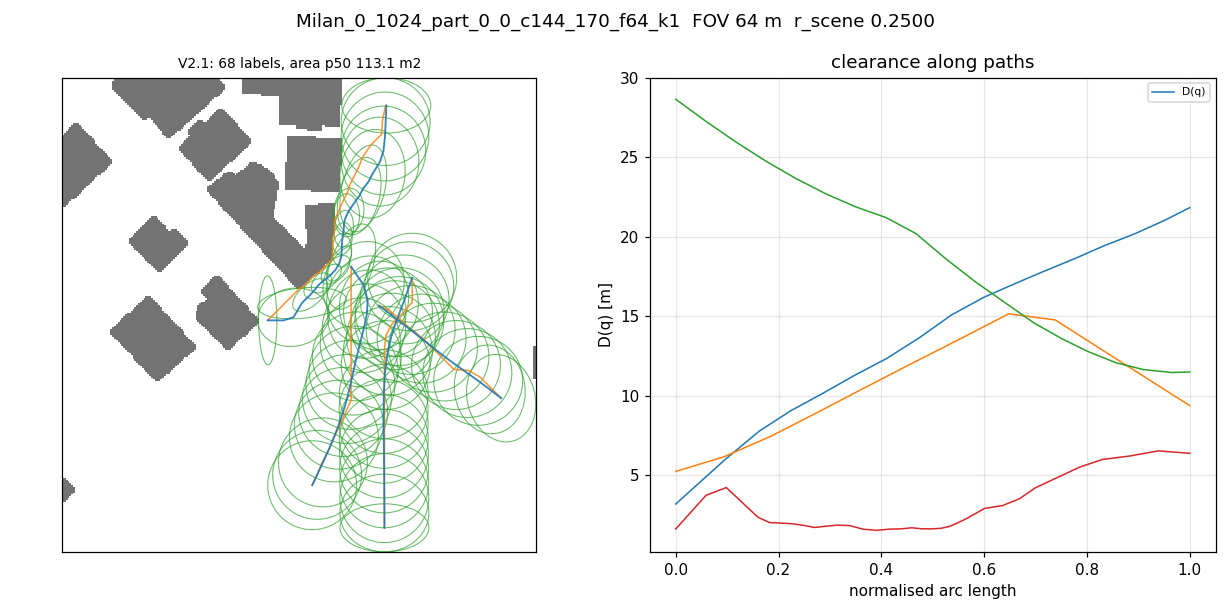 Milan_0_1024_part_0_0_c144_170_f64_k1 FOV 64 m r_scene 0.2500
V2.1: 68 labels, area p50 113.1 m2
clearance along paths
D(q)
D(q) [m]
30
25
20
15
10
5
0.0 0.2 0.4 0.6 0.8 1.0
normalised arc length